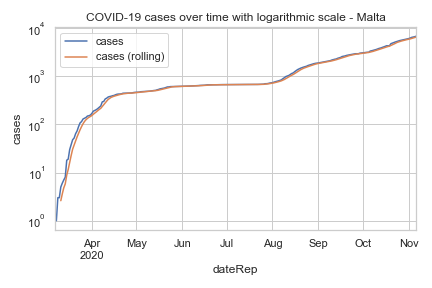 COVID-19 cases over time with logarithmic scale - Malta
cases
cases (rolling)
10⁴
10³
10²
10¹
10⁰
cases
Apr
2020
May
Jun
Jul
Aug
Sep
Oct
Nov
dateRep